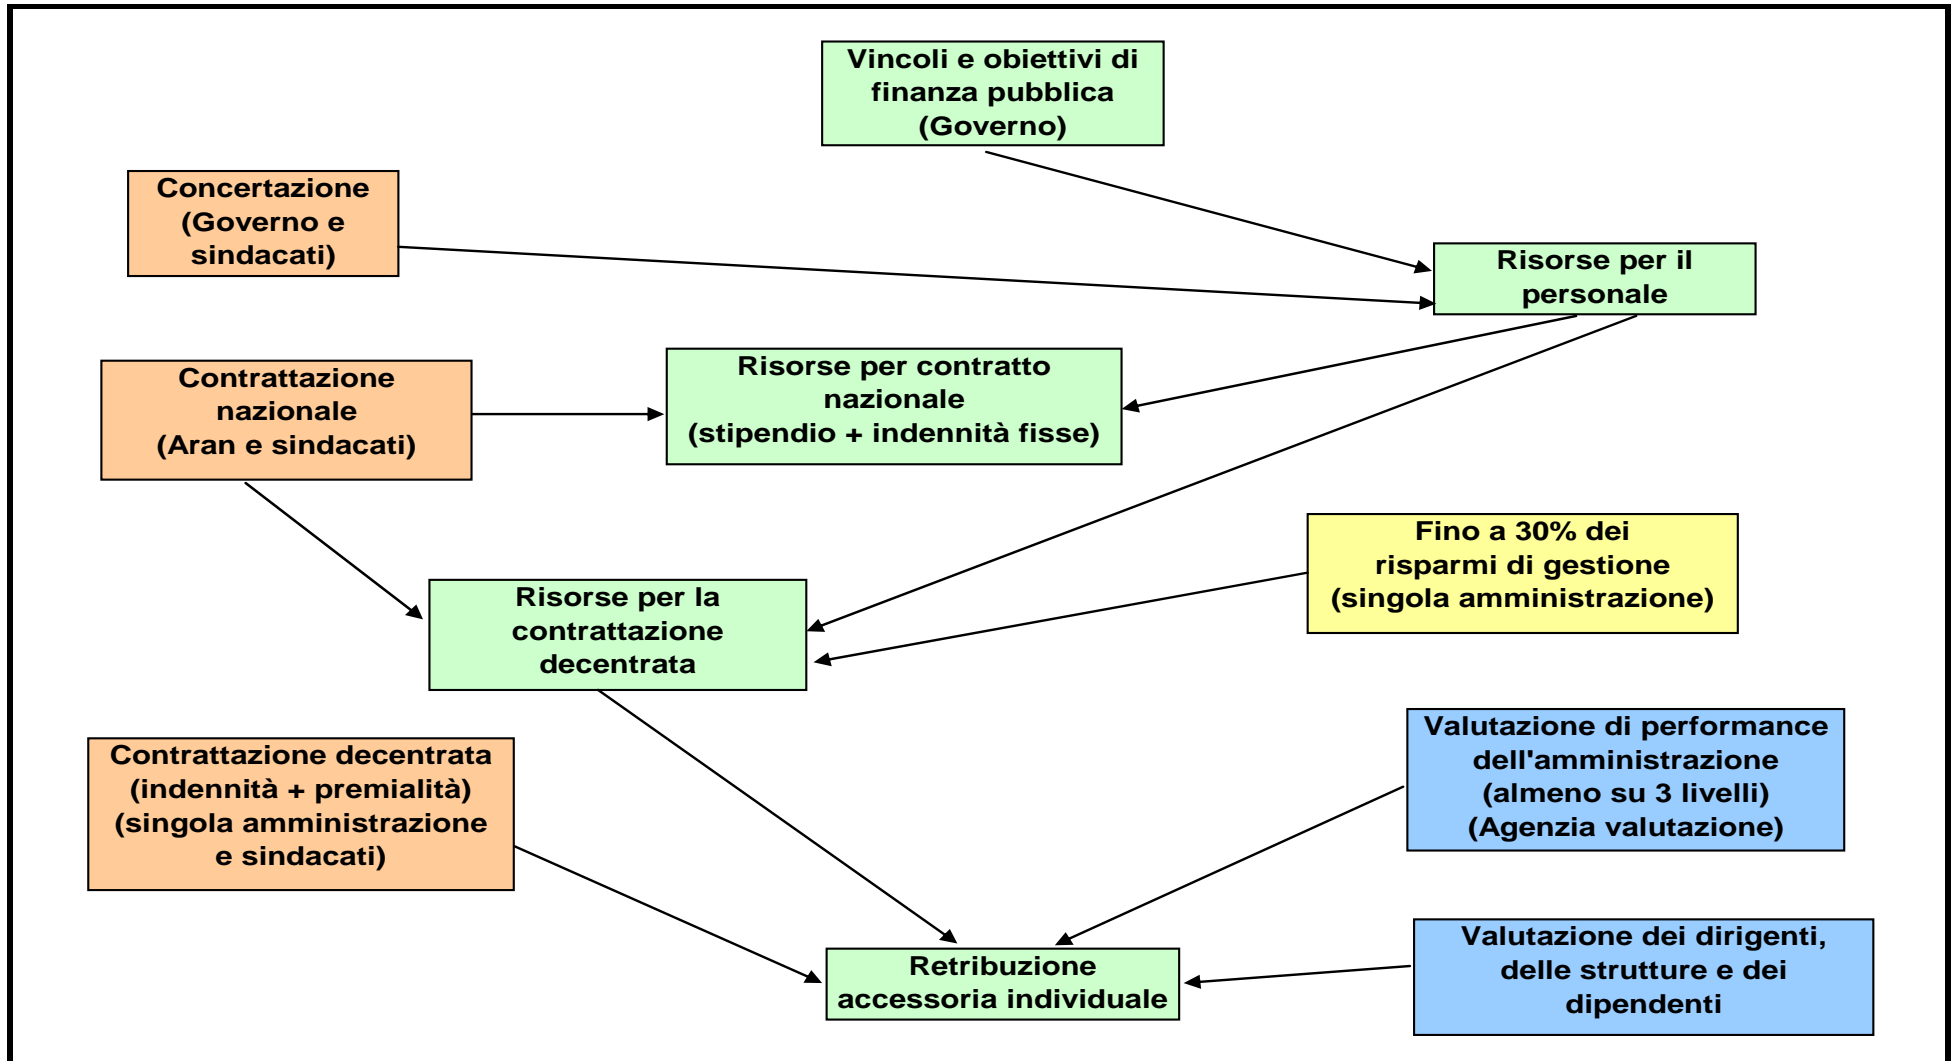 Vincoli e obiettivi di
finanza pubblica
(Governo)
Concertazione
(Governo e
sindacati)
Risorse per il
personale
Contrattazione
nazionale
(Aran e sindacati)
Risorse per contratto
nazionale
(stipendio + indennità fisse)
Fino a 30% dei
risparmi di gestione
(singola amministrazione)
Risorse per la
contrattazione
decentrata
Contrattazione decentrata
(indennità + premialità)
(singola amministrazione
e sindacati)
Valutazione di performance
dell'amministrazione
(almeno su 3 livelli)
(Agenzia valutazione)
Retribuzione
accessoria individuale
Valutazione dei dirigenti,
delle strutture e dei
dipendenti